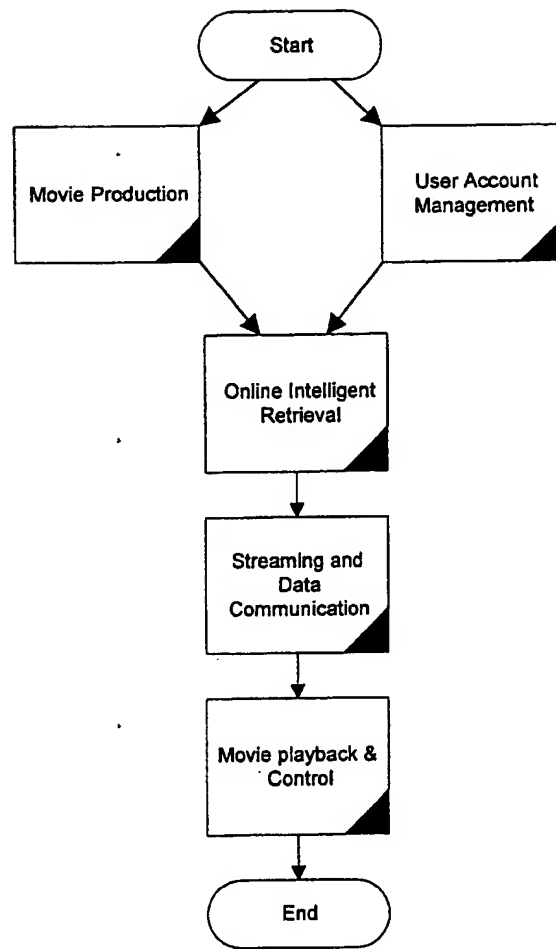 Start
Movie Production
User Account
Management
Online Intelligent
Retrieval
Streaming and
Data
Communication
Movie playback &
Control
End